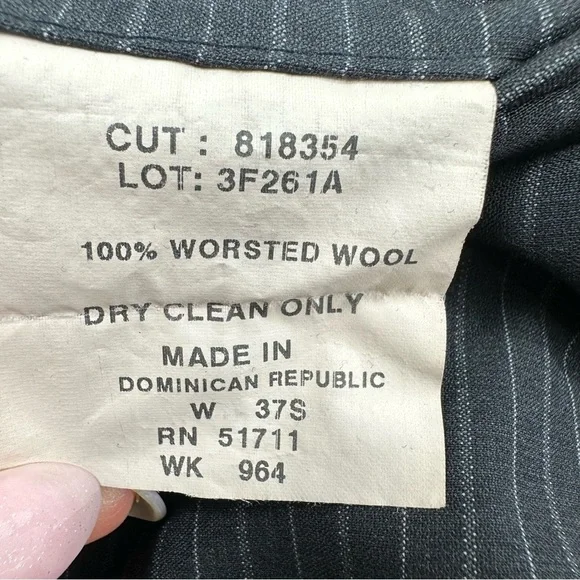 CUT: 818354
LOT: 3F261A
100% WORSTED WOOL
DRY CLEAN ONLY
MADE IN
DOMINICAN REPUBLIC
W 37S
RN 51711
WK 964